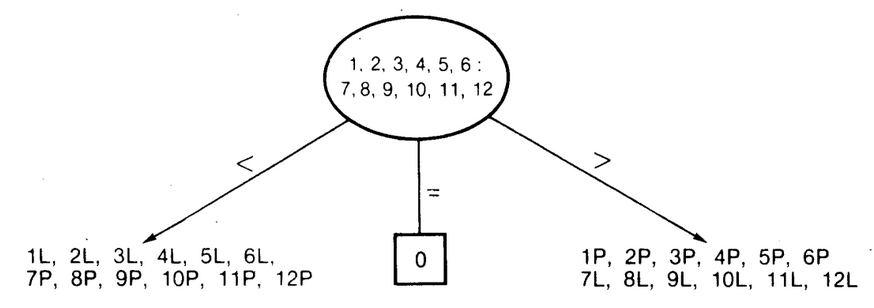 1, 2, 3, 4, 5, 6 :
7, 8, 9, 10, 11, 12
<
=
>
1L, 2L, 3L, 4L, 5L, 6L,
7P, 8P, 9P, 10P, 11P, 12P
0
1P, 2P, 3P, 4P, 5P, 6P
7L, 8L, 9L, 10L, 11L, 12L